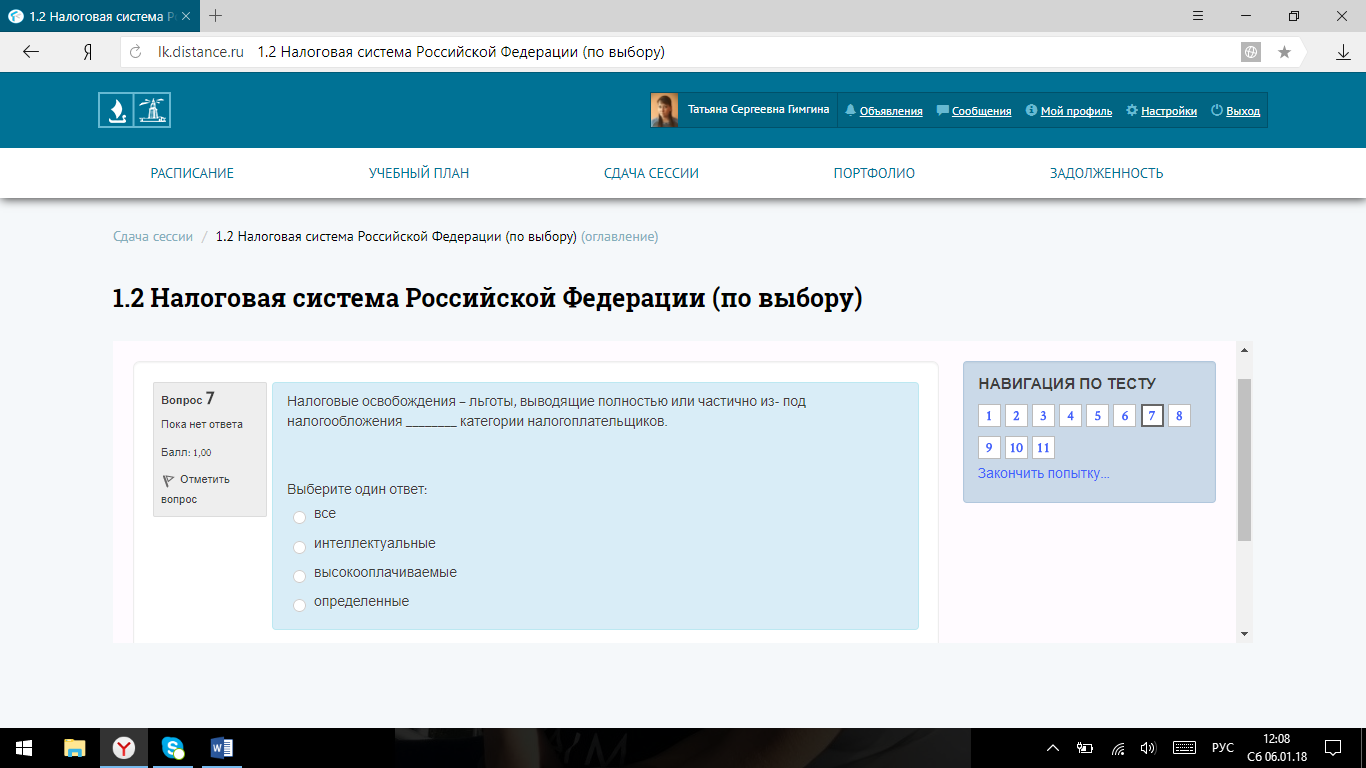 1.2 Налоговая система Р
lk.distance.ru 1.2 Налоговая система Российской Федерации (по выбору)
Татьяна Сергеевна Гимгина Объявления Сообщения Мой профиль Настройки Выход
РАСПИСАНИЕ УЧЕБНЫЙ ПЛАН СДАЧА СЕССИИ ПОРТФОЛИО ЗАДОЛЖЕННОСТЬ
Сдача сессии / 1.2 Налоговая система Российской Федерации (по выбору) (оглавление)
1.2 Налоговая система Российской Федерации (по выбору)
Вопрос 7
Пока нет ответа
Балл: 1,00
Отметить
вопрос
Налоговые освобождения – льготы, выводящие полностью или частично из- под
налогообложения ________ категории налогоплательщиков.
Выберите один ответ:
все
интеллектуальные
высокооплачиваемые
определенные
НАВИГАЦИЯ ПО ТЕСТУ
1 2 3 4 5 6 7 8
9 10 11
Закончить попытку...
РУС
12:08
Сб 06.01.18